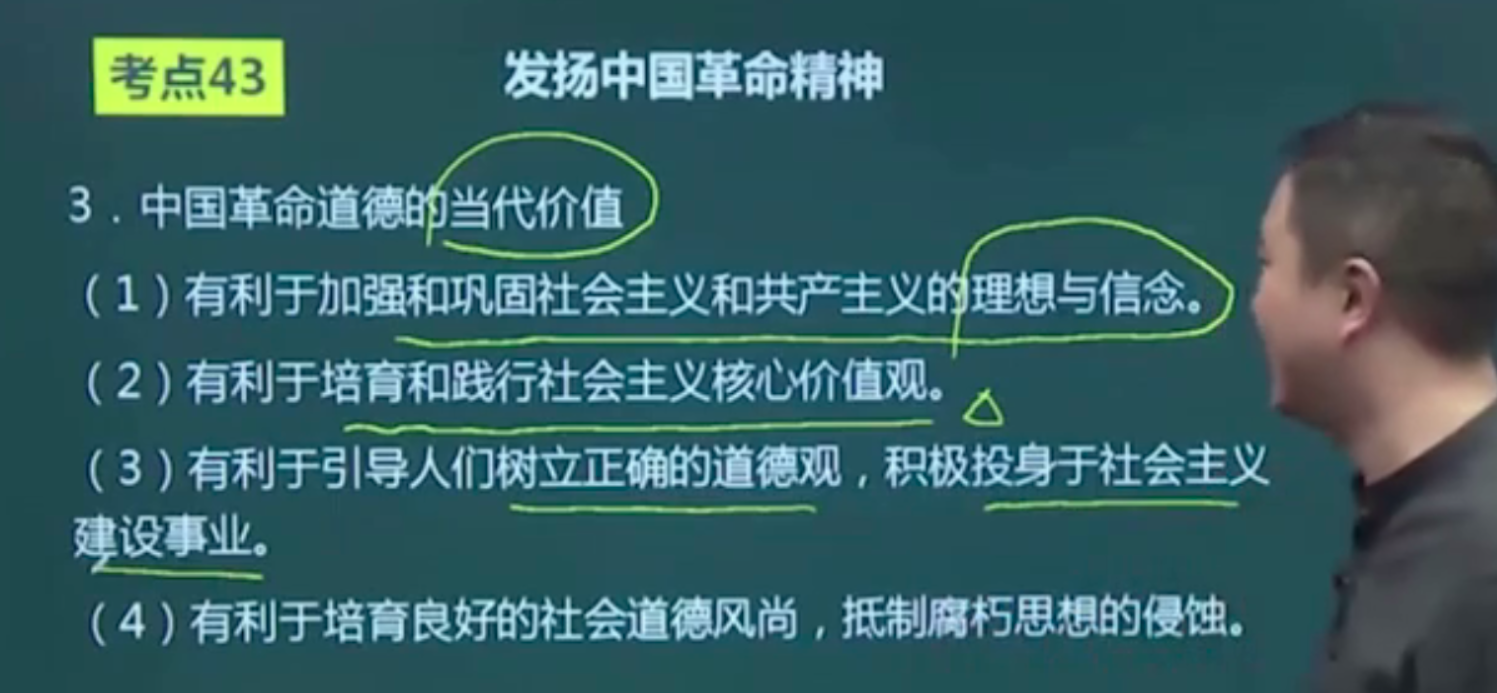 考点43
发扬中国革命精神
3．中国革命道德的当代价值
（1）有利于加强和巩固社会主义和共产主义的理想与信念。
（2）有利于培育和践行社会主义核心价值观。
（3）有利于引导人们树立正确的道德观，积极投身于社会主义
建设事业。
（4）有利于培育良好的社会道德风尚，抵制腐朽思想的侵蚀。